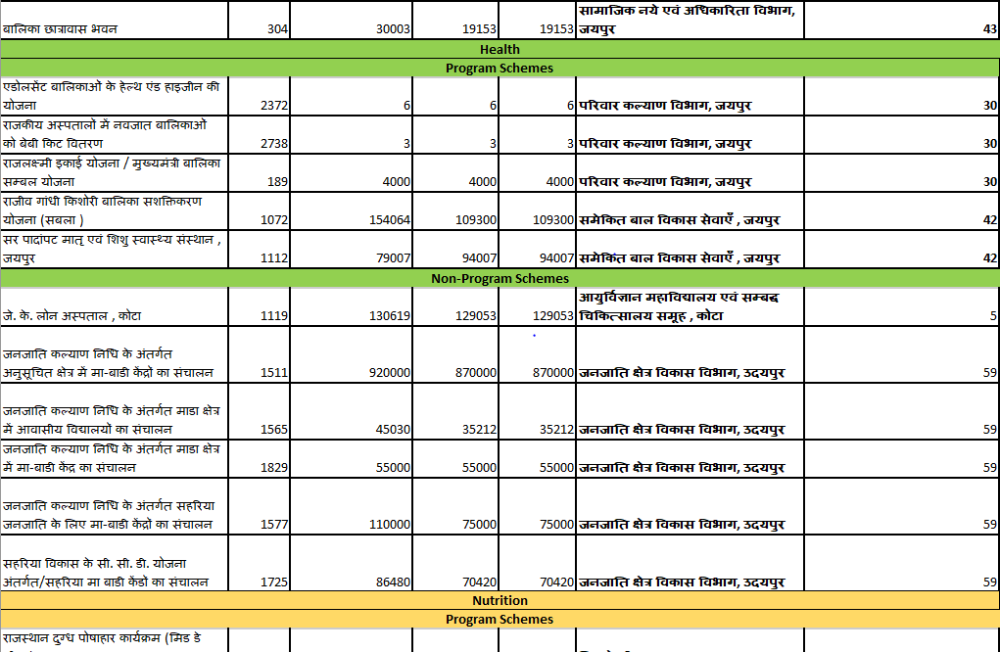 सामाजिक नये एवं अधिकारिता विभाग,
बालिका छात्रावास भवन 304 30003 19153 19153 जयपुर 43
Health
Program Schemes
एडोलसेंट बालिकाओं के हेल्थ एंड हाइजीन की
योजना 2372 6 6 6 परिवार कल्याण विभाग, जयपुर 30
राजकीय अस्पतालों में नवजात बालिकाओं
को बेबी किट वितरण 2738 3 3 3 परिवार कल्याण विभाग, जयपुर 30
राजलक्ष्मी इकाई योजना / मुख्यमंत्री बालिका
सम्बल योजना 189 4000 4000 4000 परिवार कल्याण विभाग, जयपुर 30
राजीव गांधी किशोरी बालिका सशक्तिकरण
योजना (सबला ) 1072 154064 109300 109300 समेकित बाल विकास सेवाएँ , जयपुर 42
सर पादांपट मातृ एवं शिशु स्वास्थ्य संस्थान ,
जयपुर 1112 79007 94007 94007 समेकित बाल विकास सेवाएँ , जयपुर 42
Non-Program Schemes
आयुर्विज्ञान महाविद्यालय एवं सम्बद्द
जे. के. लोन अस्पताल , कोटा 1119 130619 129053 129053 चिकित्सालय समूह , कोटा 5
जनजाति कल्याण निधि के अंतर्गत
अनुसूचित क्षेत्र में मा-बाडी केंद्रों का संचालन 1511 920000 870000 870000 जनजाति क्षेत्र विकास विभाग, उदयपुर 59
जनजाति कल्याण निधि के अंतर्गत माडा क्षेत्र
में आवासीय विद्यालयों का संचालन 1565 45030 35212 35212 जनजाति क्षेत्र विकास विभाग, उदयपुर 59
जनजाति कल्याण निधि के अंतर्गत माडा क्षेत्र
में मा-बाडी केंद्र का संचालन 1829 55000 55000 55000 जनजाति क्षेत्र विकास विभाग, उदयपुर 59
जनजाति कल्याण निधि के अंतर्गत सहरिया
जनजाति के लिए मा-बाडी केंद्रों का संचालन 1577 110000 75000 75000 जनजाति क्षेत्र विकास विभाग, उदयपुर 59
सहरिया विकास के सी. सी. डी. योजना
अंतर्गत/सहरिया मा बाडी केंडों का संचालन 1725 86480 70420 70420 जनजाति क्षेत्र विकास विभाग, उदयपुर 59
Nutrition
Program Schemes
राजस्थान दुग्ध पोषाहार कार्यक्रम (मिड डे